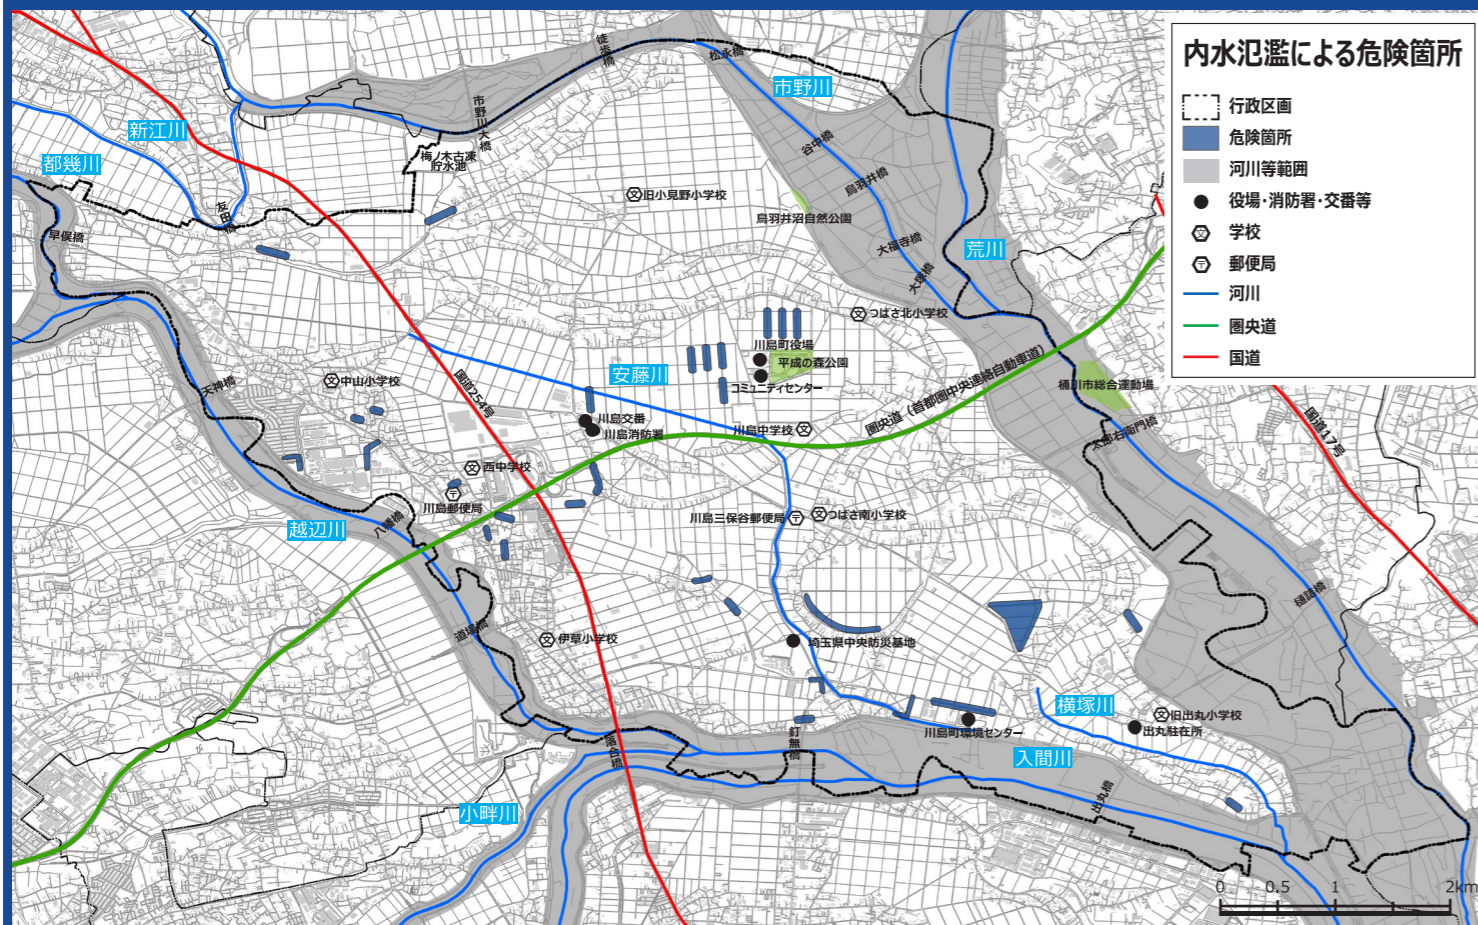 内水氾濫による危険箇所
行政区画
危険箇所
河川等範囲
役場・消防署・交番等
学校
郵便局
河川
圏央道
国道
徒歩橋
松永橋
市野川
市野川大橋
新江川
都幾川
梅ノ木古凍
貯水池
谷中橋
鳥羽井橋
旧小見野小学校
友田橋
早俣橋
鳥羽井沼自然公園
大福寺橋
荒川
大塚橋
つばさ北小学校
川島町役場
平成の森公園
コミュニティセンター
安藤川
国道254号
天神橋
中山小学校
桶川市総合運動場
圏央道（首都圏中央連絡自動車道）
川島交番
川島消防署
川島中学校
太郎右衛門橋
国道17号
西中学校
川島郵便局
八幡橋
越辺川
川島三保谷郵便局
つばさ南小学校
樋詰橋
道場橋
伊草小学校
埼玉県中央防災基地
横塚川
旧出丸小学校
出丸駐在所
川島町環境センター
釘無橋
落合橋
入間川
出丸橋
小畔川
0 0.5 1 2km